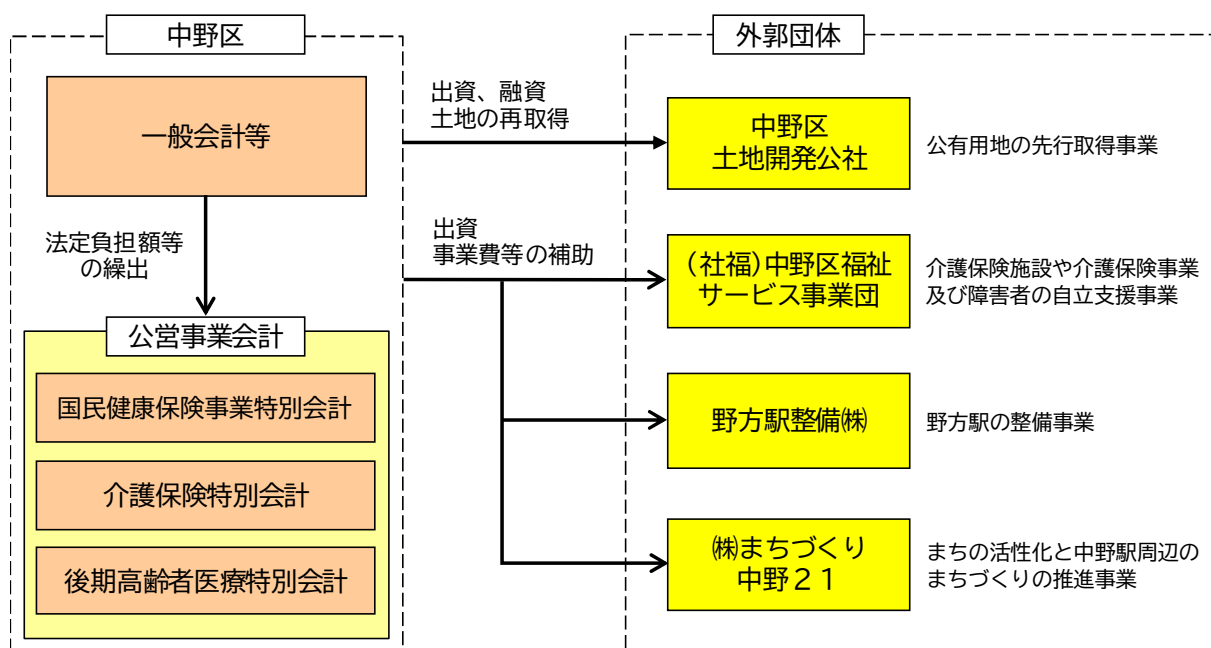 中野区
一般会計等
法定負担額等
の繰出
公営事業会計
国民健康保険事業特別会計
介護保険特別会計
後期高齢者医療特別会計
出資、融資
土地の再取得
出資
事業費等の補助
外郭団体
中野区
土地開発公社
公有用地の先行取得事業
(社福)中野区福祉
サービス事業団
介護保険施設や介護保険事業
及び障害者の自立支援事業
野方駅整備㈱
野方駅の整備事業
㈱まちづくり
中野２１
まちの活性化と中野駅周辺の
まちづくりの推進事業